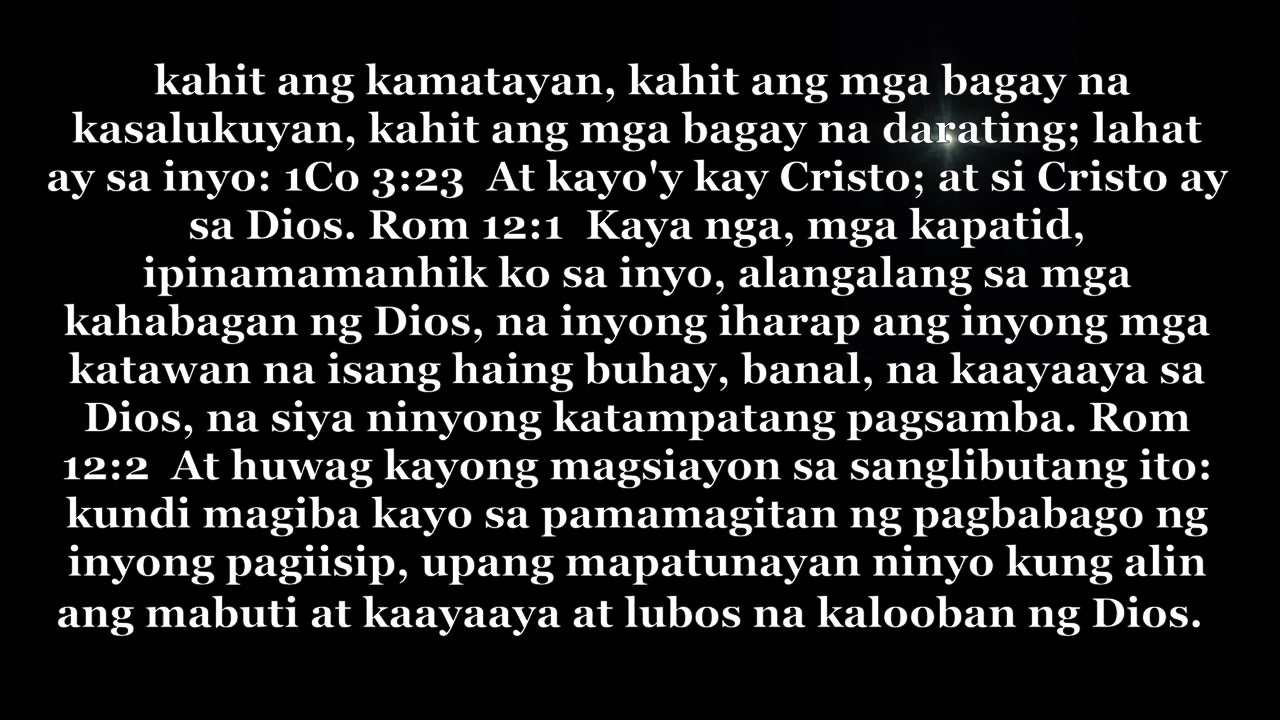 kahit ang kamatayan, kahit ang mga bagay na
kasalukuyan, kahit ang mga bagay na darating; lahat
ay sa inyo: 1Co 3:23  At kayo'y kay Cristo; at si Cristo ay
sa Dios. Rom 12:1  Kaya nga, mga kapatid,
ipinamamanhik ko sa inyo, alangalang sa mga
kahabagan ng Dios, na inyong iharap ang inyong mga
katawan na isang haing buhay, banal, na kaayaaya sa
Dios, na siya ninyong katampatang pagsamba. Rom
12:2  At huwag kayong magsiayon sa sanglibutang ito:
kundi magiba kayo sa pamamagitan ng pagbabago ng
inyong pagiisip, upang mapatunayan ninyo kung alin
ang mabuti at kaayaaya at lubos na kalooban ng Dios.